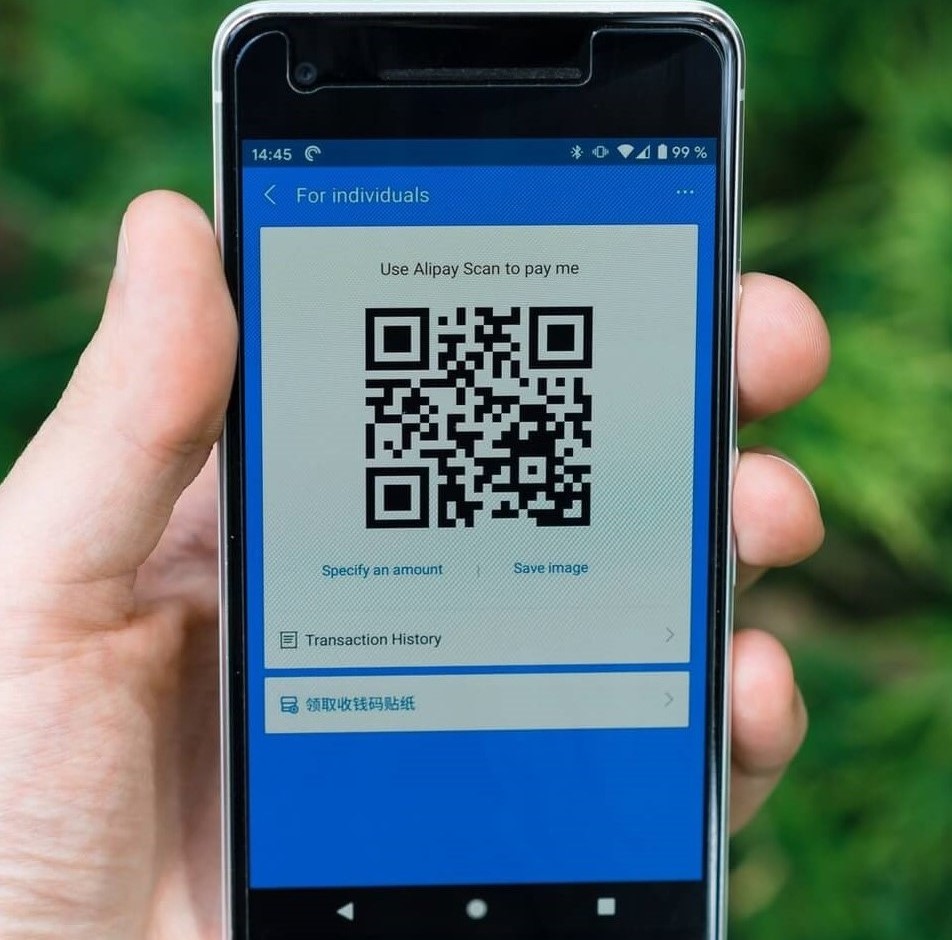 14:45 99 %
For individuals
Use Alipay Scan to pay me
Specify an amount | Save image
Transaction History
领取收钱码贴纸